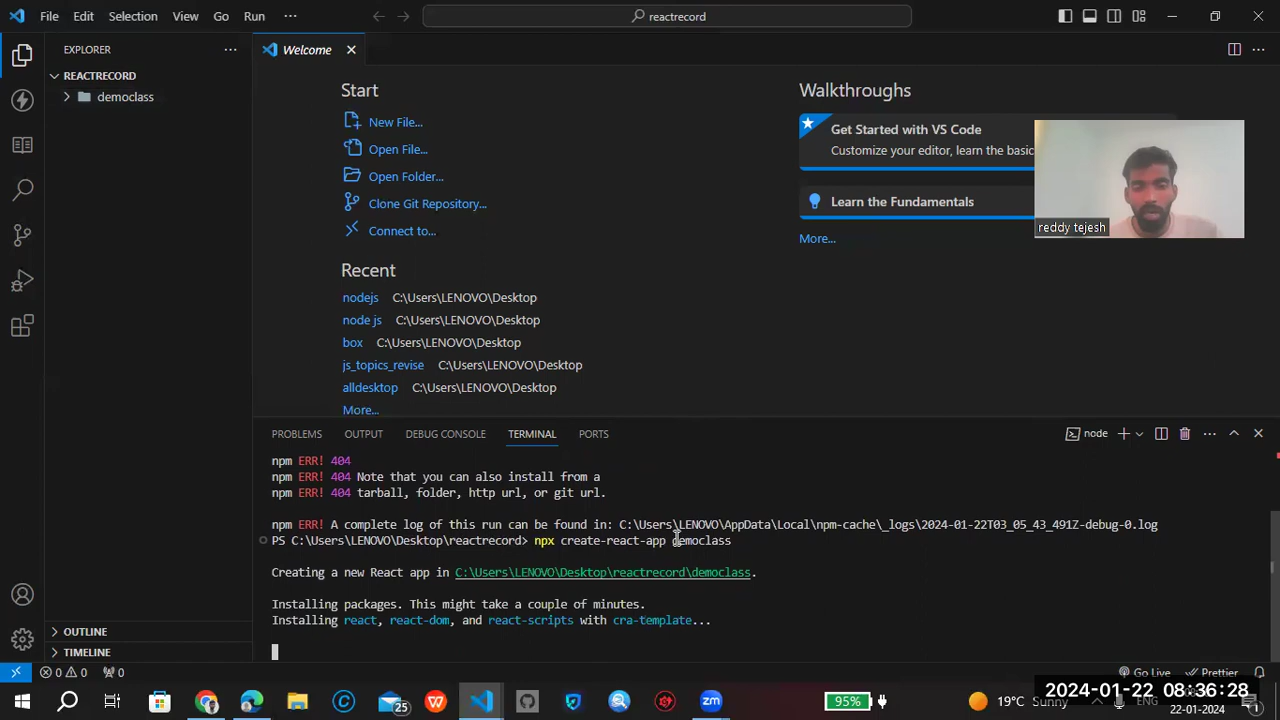 File Edit Selection View Go Run ···
reactrecord
EXPLORER
REACTRECORD
democlass
OUTLINE
TIMELINE
Welcome
Start
New File...
Open File...
Open Folder...
Clone Git Repository...
Connect to...
Recent
nodejs C:\Users\LENOVO\Desktop
node js C:\Users\LENOVO\Desktop
box C:\Users\LENOVO\Desktop
js_topics_revise C:\Users\LENOVO\Desktop
alldesktop C:\Users\LENOVO\Desktop
More...
Walkthroughs
Get Started with VS Code
Customize your editor, learn the basic
Learn the Fundamentals
More...
reddy tejesh
PROBLEMS OUTPUT DEBUG CONSOLE TERMINAL PORTS
node
npm ERR! 404
npm ERR! 404 Note that you can also install from a
npm ERR! 404 tarball, folder, http url, or git url.
npm ERR! A complete log of this run can be found in: C:\Users\LENOVO\AppData\Local\npm-cache\_logs\2024-01-22T03_05_43_491Z-debug-0.log
PS C:\Users\LENOVO\Desktop\reactrecord> npx create-react-app democlass
Creating a new React app in C:\Users\LENOVO\Desktop\reactrecord\democlass.
Installing packages. This might take a couple of minutes.
Installing react, react-dom, and react-scripts with cra-template...
0 0 0
Go Live Prettier
25
95%
19°C Sunny
ENG
2024-01-22 08:36:28
22-01-2024